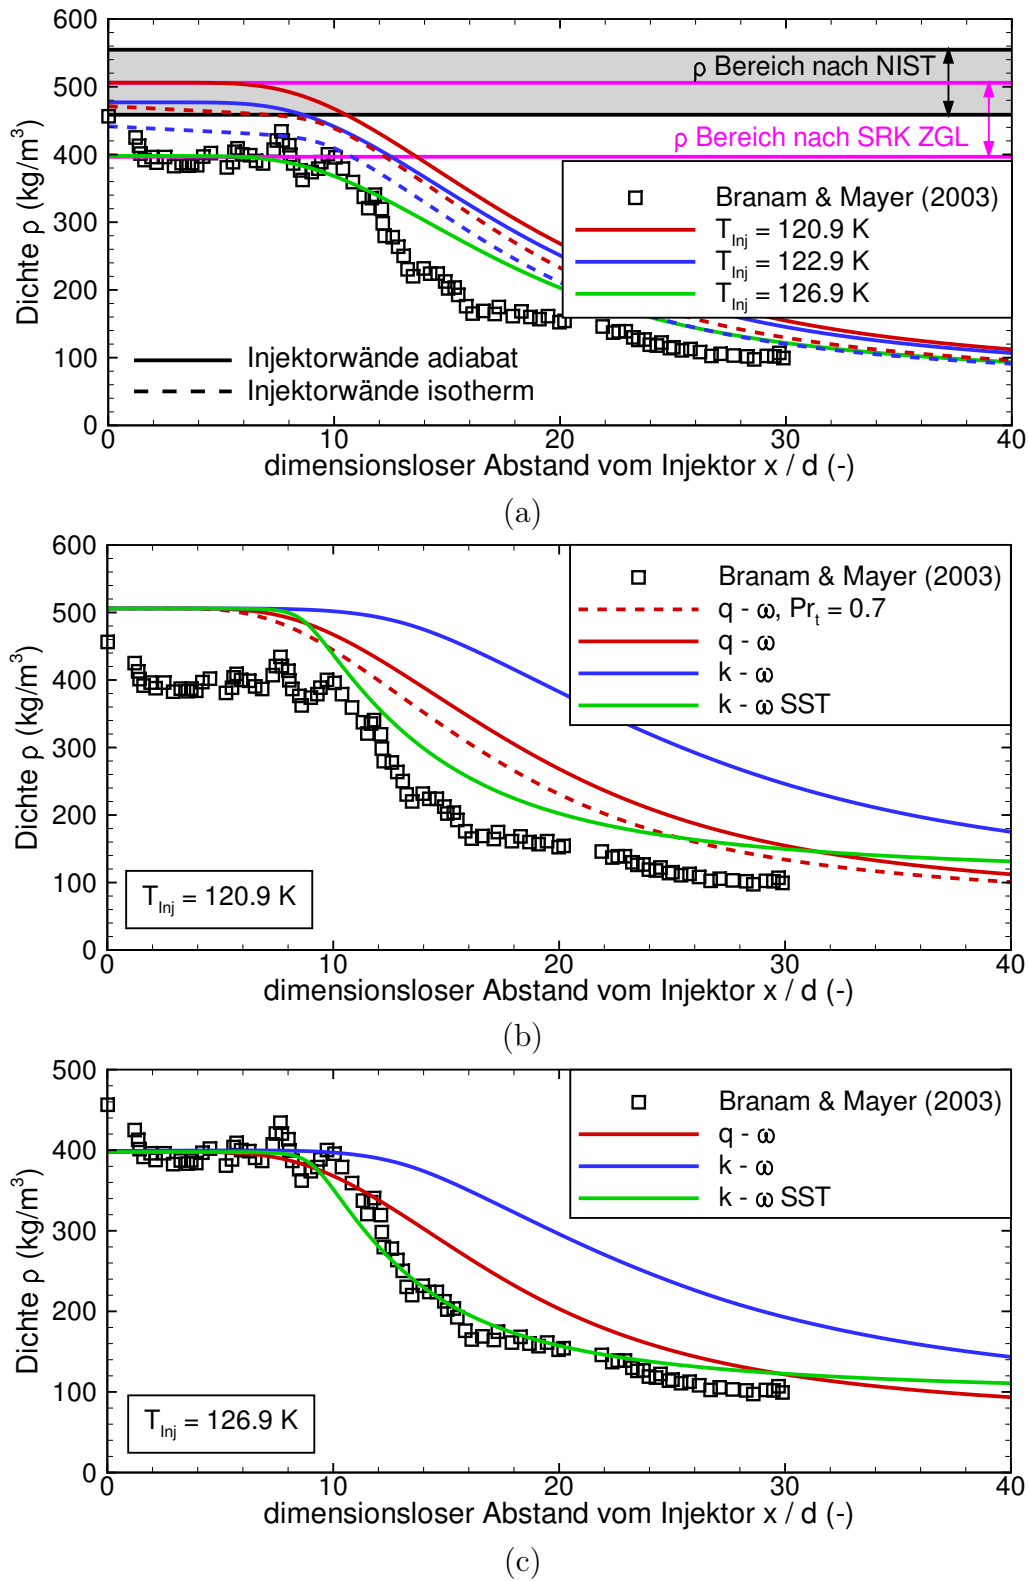 600
500
400
300
200
100
0
Dichte ρ (kg/m³)
ρ Bereich nach NIST
ρ Bereich nach SRK ZGL
Branam & Mayer (2003)
T_Inj = 120.9 K
T_Inj = 122.9 K
T_Inj = 126.9 K
Injektorwände adiabat
Injektorwände isotherm
0 10 20 30 40
dimensionsloser Abstand vom Injektor x / d (-)
(a)
600
500
400
300
200
100
0
Dichte ρ (kg/m³)
Branam & Mayer (2003)
q - ω, Pr_t = 0.7
q - ω
k - ω
k - ω SST
T_Inj = 120.9 K
0 10 20 30 40
dimensionsloser Abstand vom Injektor x / d (-)
(b)
500
400
300
200
100
0
Dichte ρ (kg/m³)
Branam & Mayer (2003)
q - ω
k - ω
k - ω SST
T_Inj = 126.9 K
0 10 20 30 40
dimensionsloser Abstand vom Injektor x / d (-)
(c)